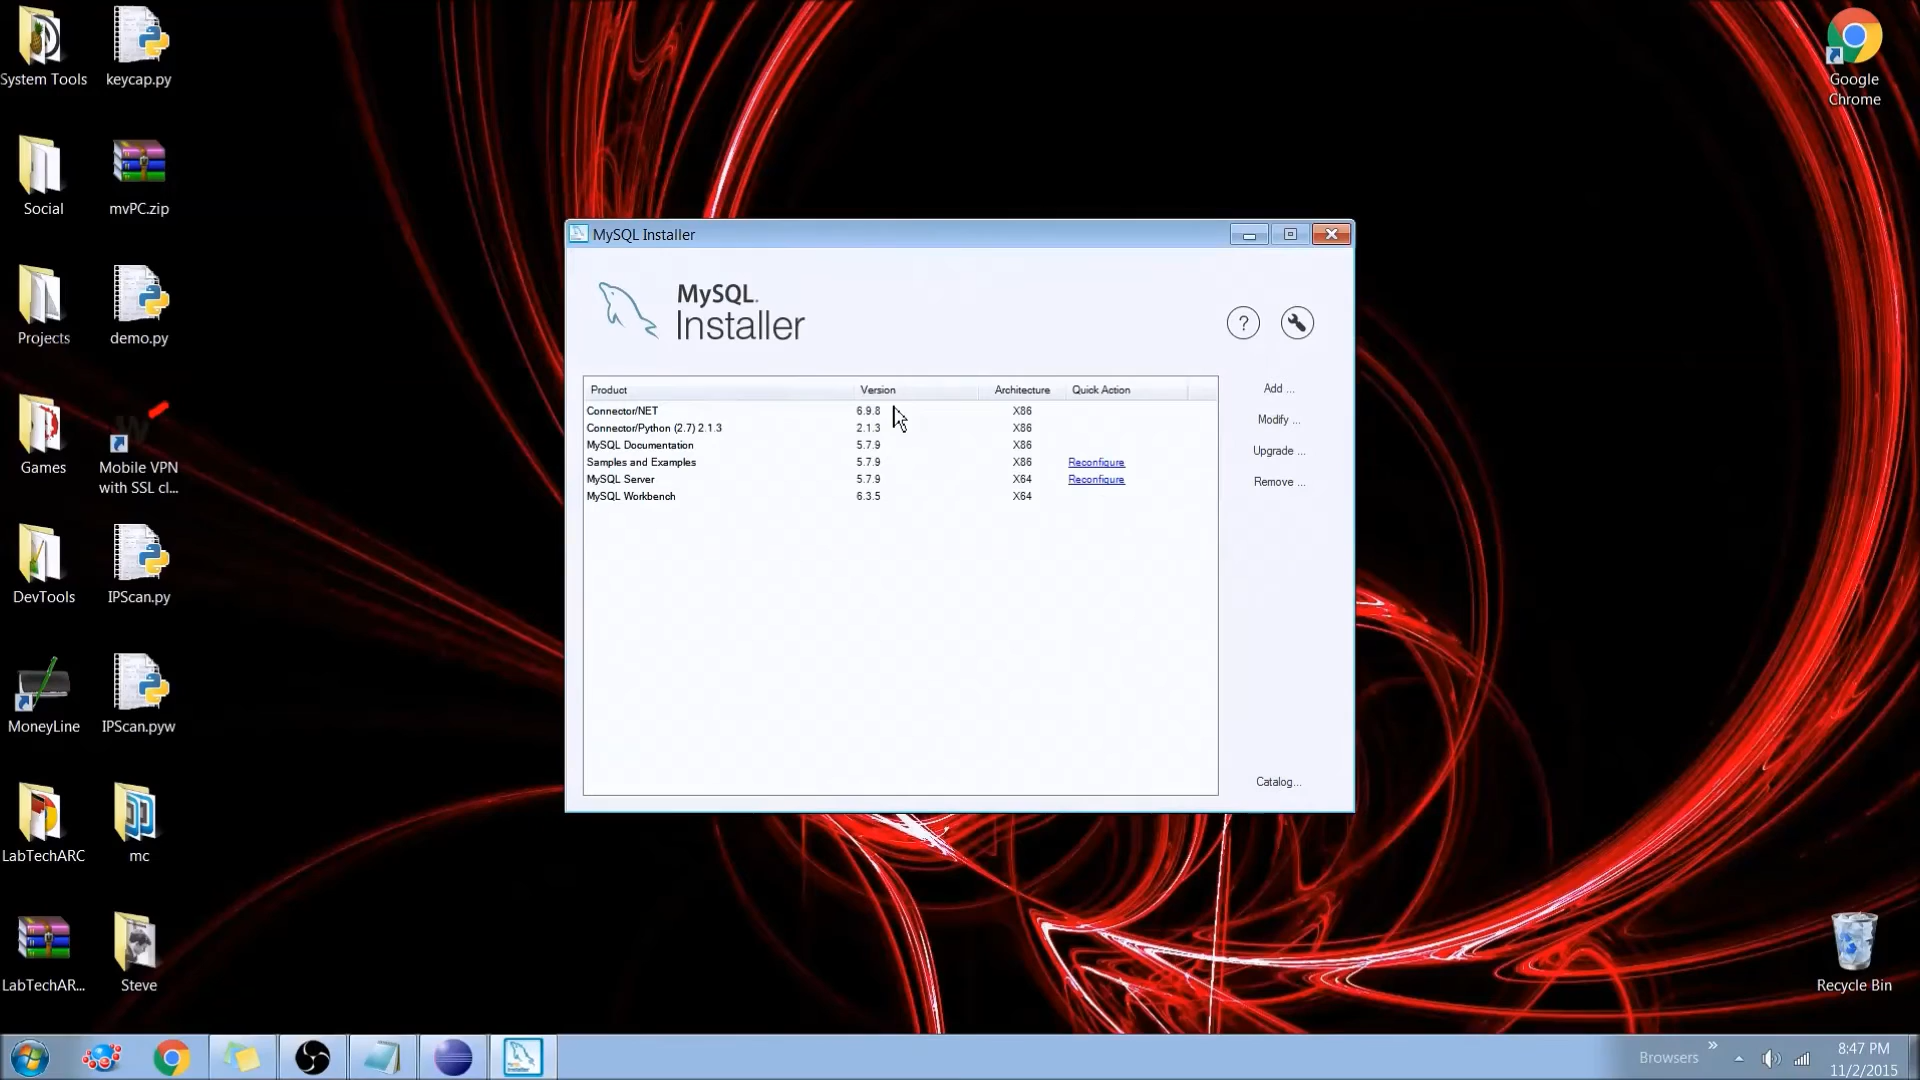 System Tools
keycap.py
Google
Chrome
Social
mvPC.zip
Projects
demo.py
Games
Mobile VPN
with SSL cl...
DevTools
IPScan.py
MoneyLine
IPScan.pyw
LabTechARC
mc
LabTechAR...
Steve
Recycle Bin
MySQL Installer
MySQL.
Installer
?
Product Version Architecture Quick Action
Connector/NET 6.9.8 X86
Connector/Python (2.7) 2.1.3 2.1.3 X86
MySQL Documentation 5.7.9 X86
Samples and Examples 5.7.9 X86 Reconfigure
MySQL Server 5.7.9 X64 Reconfigure
MySQL Workbench 6.3.5 X64
Add ...
Modify ...
Upgrade ...
Remove ...
Catalog...
Browsers
8:47 PM
11/2/2015